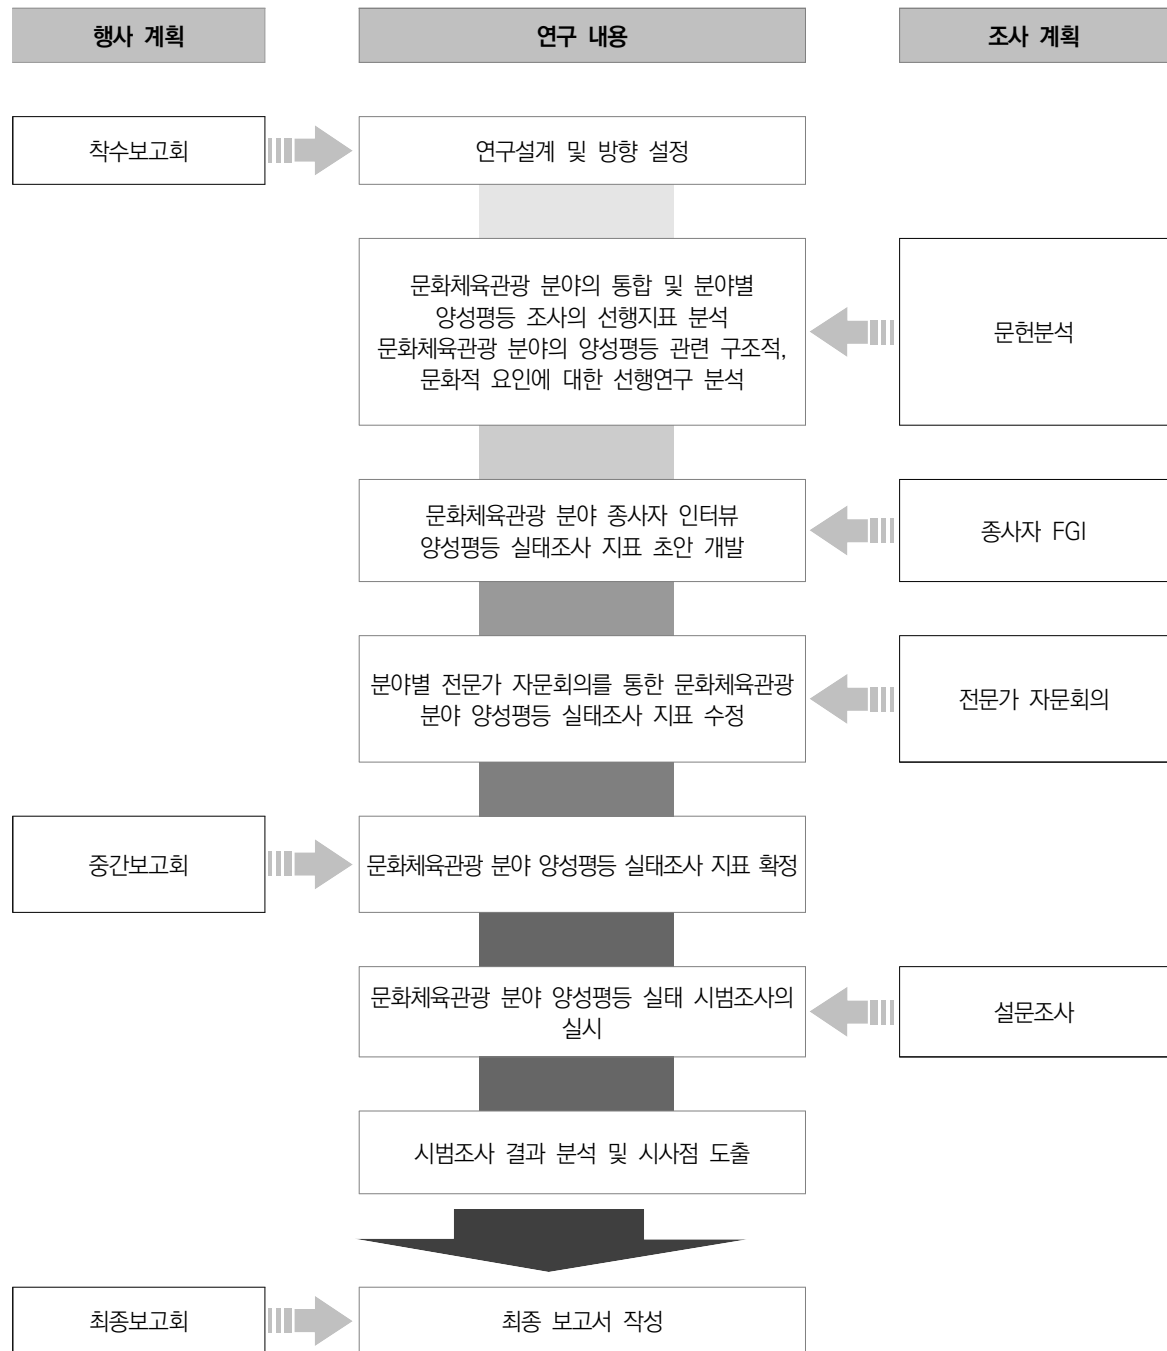 행사 계획
연구 내용
조사 계획
착수보고회
연구설계 및 방향 설정
문화체육관광 분야의 통합 및 분야별
양성평등 조사의 선행지표 분석
문화체육관광 분야의 양성평등 관련 구조적,
문화적 요인에 대한 선행연구 분석
문헌분석
문화체육관광 분야 종사자 인터뷰
양성평등 실태조사 지표 초안 개발
종사자 FGI
분야별 전문가 자문회의를 통한 문화체육관광
분야 양성평등 실태조사 지표 수정
전문가 자문회의
중간보고회
문화체육관광 분야 양성평등 실태조사 지표 확정
문화체육관광 분야 양성평등 실태 시범조사의
실시
설문조사
시범조사 결과 분석 및 시사점 도출
최종보고회
최종 보고서 작성